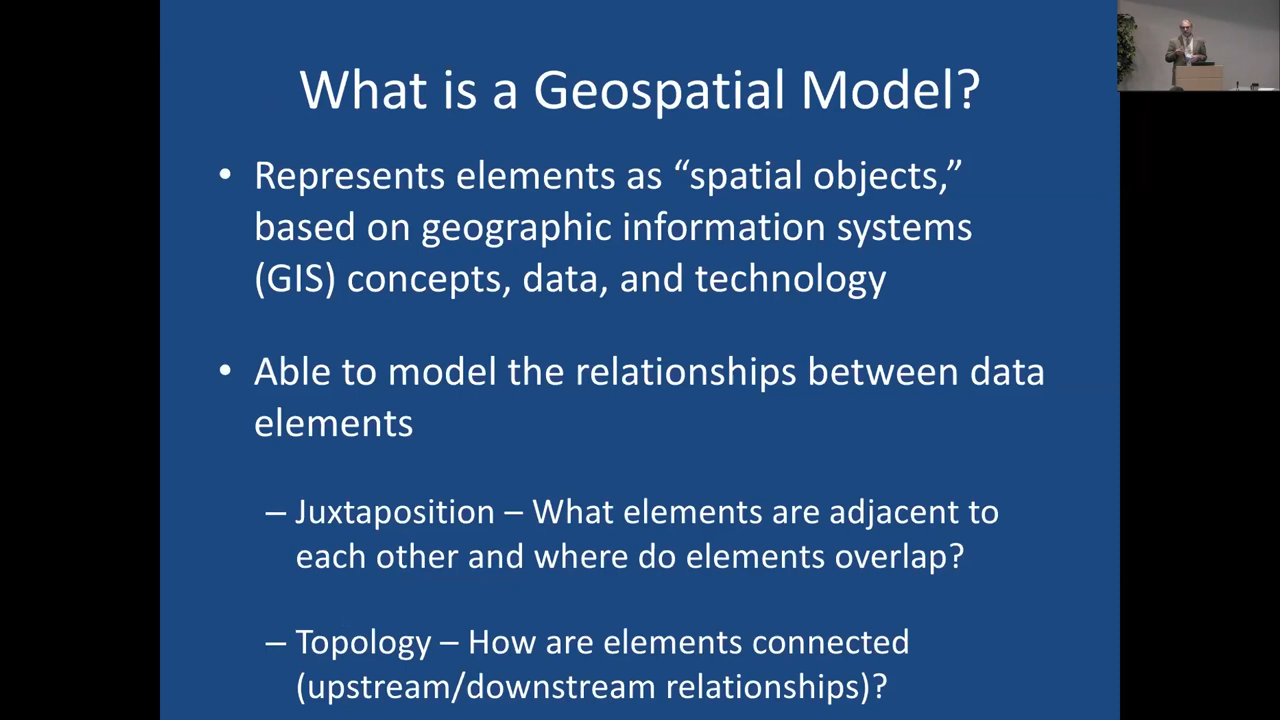 What is a Geospatial Model?
• Represents elements as “spatial objects,”
based on geographic information systems
(GIS) concepts, data, and technology
• Able to model the relationships between data
elements
– Juxtaposition – What elements are adjacent to
each other and where do elements overlap?
– Topology – How are elements connected
(upstream/downstream relationships)?